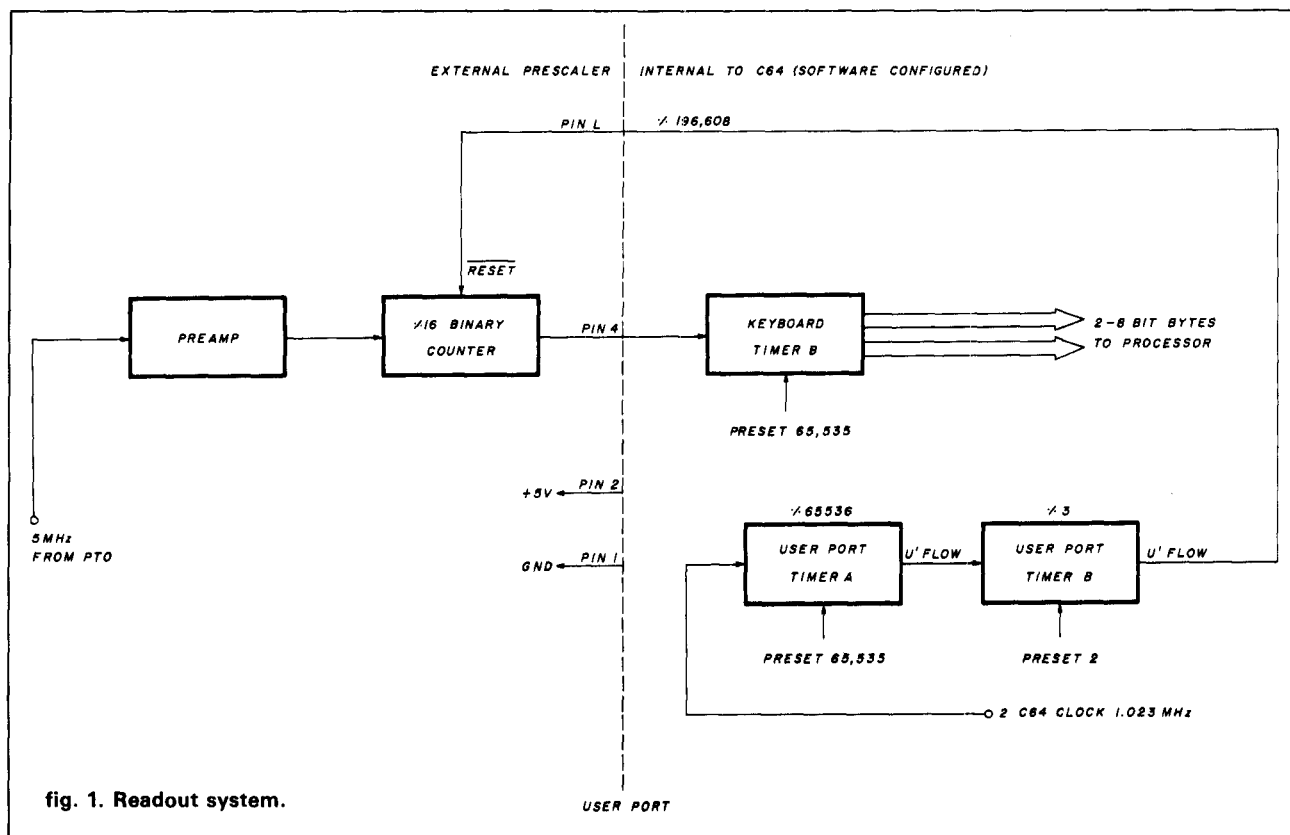 EXTERNAL PRESCALER
INTERNAL TO C64 (SOFTWARE CONFIGURED)
PIN L
⁒ 196,608
RESET
PREAMP
⁒16 BINARY
COUNTER
PIN 4
KEYBOARD
TIMER B
2-8 BIT BYTES
TO PROCESSOR
PRESET 65,535
+5V
PIN 2
GND
PIN 1
5MHz
FROM PTO
⁒65536
USER PORT
TIMER A
U'FLOW
⁒3
USER PORT
TIMER B
U'FLOW
PRESET 65,535
PRESET 2
2 C64 CLOCK 1.023 MHz
fig. 1. Readout system.
USER PORT